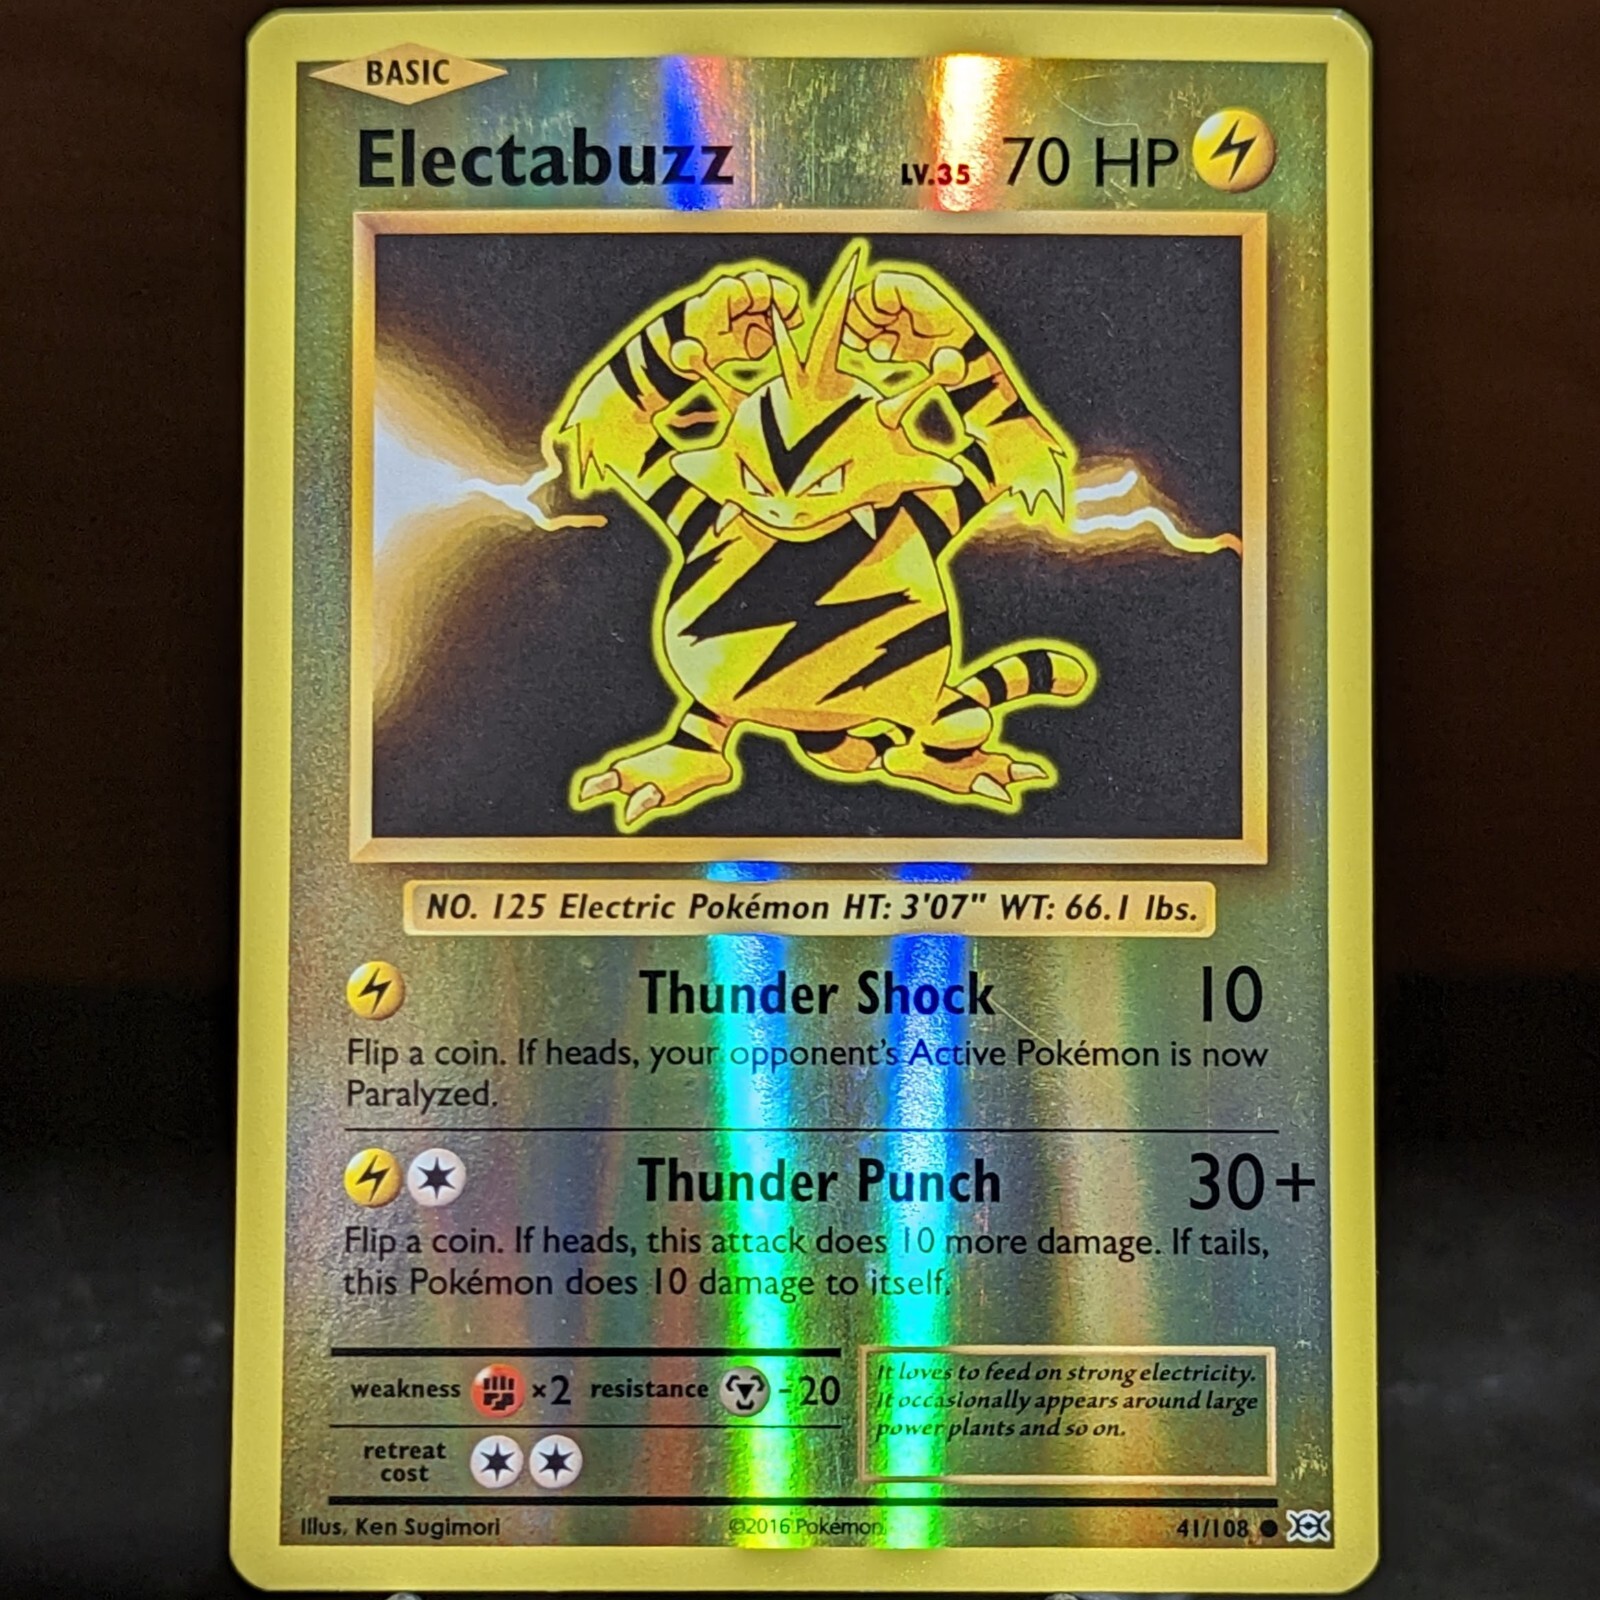 BASIC
Electabuzz LV.35 70 HP
NO. 125 Electric Pokémon HT: 3'07" WT: 66.1 lbs.
Thunder Shock 10
Flip a coin. If heads, your opponent's Active Pokémon is now
Paralyzed.
Thunder Punch 30+
Flip a coin. If heads, this attack does 10 more damage. If tails,
this Pokémon does 10 damage to itself.
weakness ×2 resistance -20
retreat
cost
It loves to feed on strong electricity.
It occasionally appears around large
power plants and so on.
Illus. Ken Sugimori ©2016 Pokémon 41/108